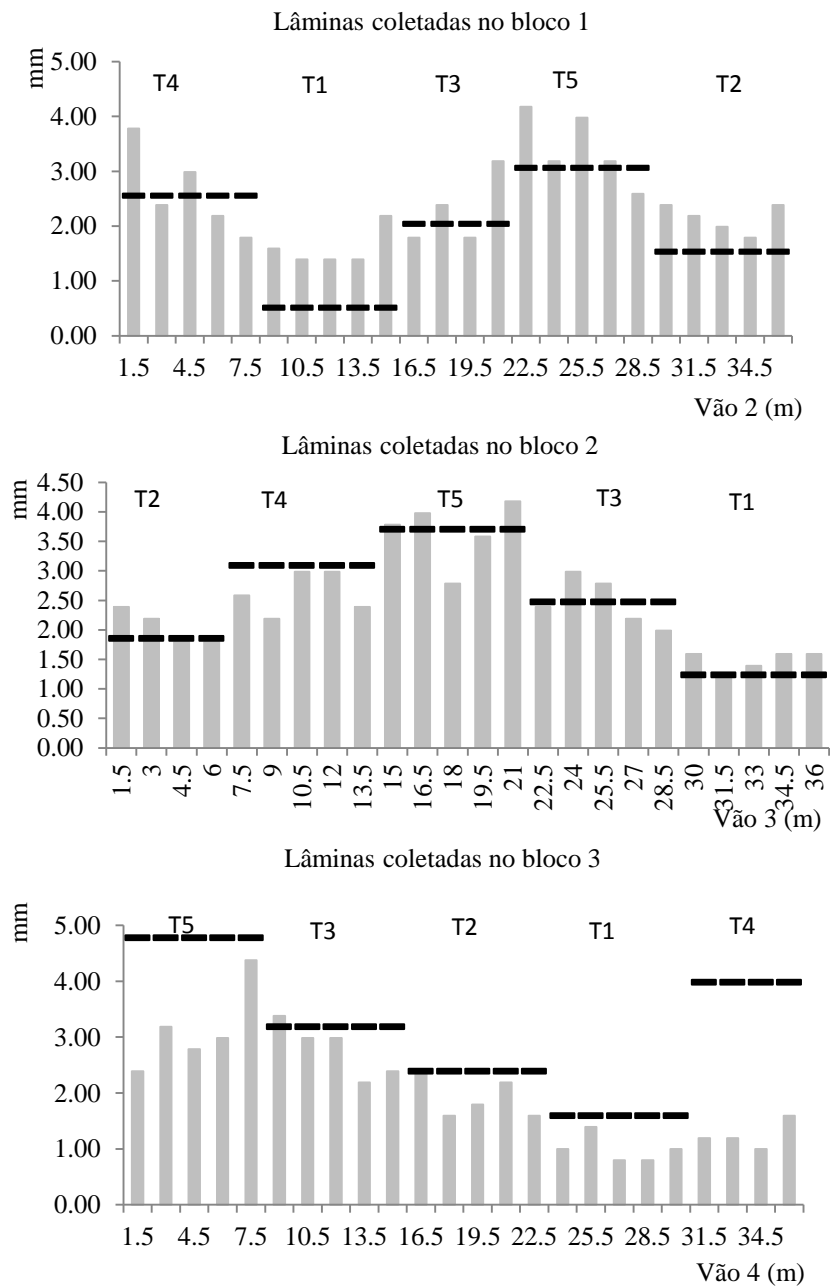 Lâminas coletadas no bloco 1
mm
5.00
4.00
3.00
2.00
1.00
0.00
T4 T1 T3 T5 T2
1.5 4.5 7.5 10.5 13.5 16.5 19.5 22.5 25.5 28.5 31.5 34.5
Vão 2 (m)
Lâminas coletadas no bloco 2
mm
4.50
4.00
3.50
3.00
2.50
2.00
1.50
1.00
0.50
0.00
T2 T4 T5 T3 T1
1.5 3 4.5 6 7.5 9 10.5 12 13.5 15 16.5 18 19.5 21 22.5 24 25.5 27 28.5 30 31.5 33 34.5 36
Vão 3 (m)
Lâminas coletadas no bloco 3
mm
5.00
4.00
3.00
2.00
1.00
0.00
T5 T3 T2 T1 T4
1.5 4.5 7.5 10.5 13.5 16.5 19.5 22.5 25.5 28.5 31.5 34.5
Vão 4 (m)